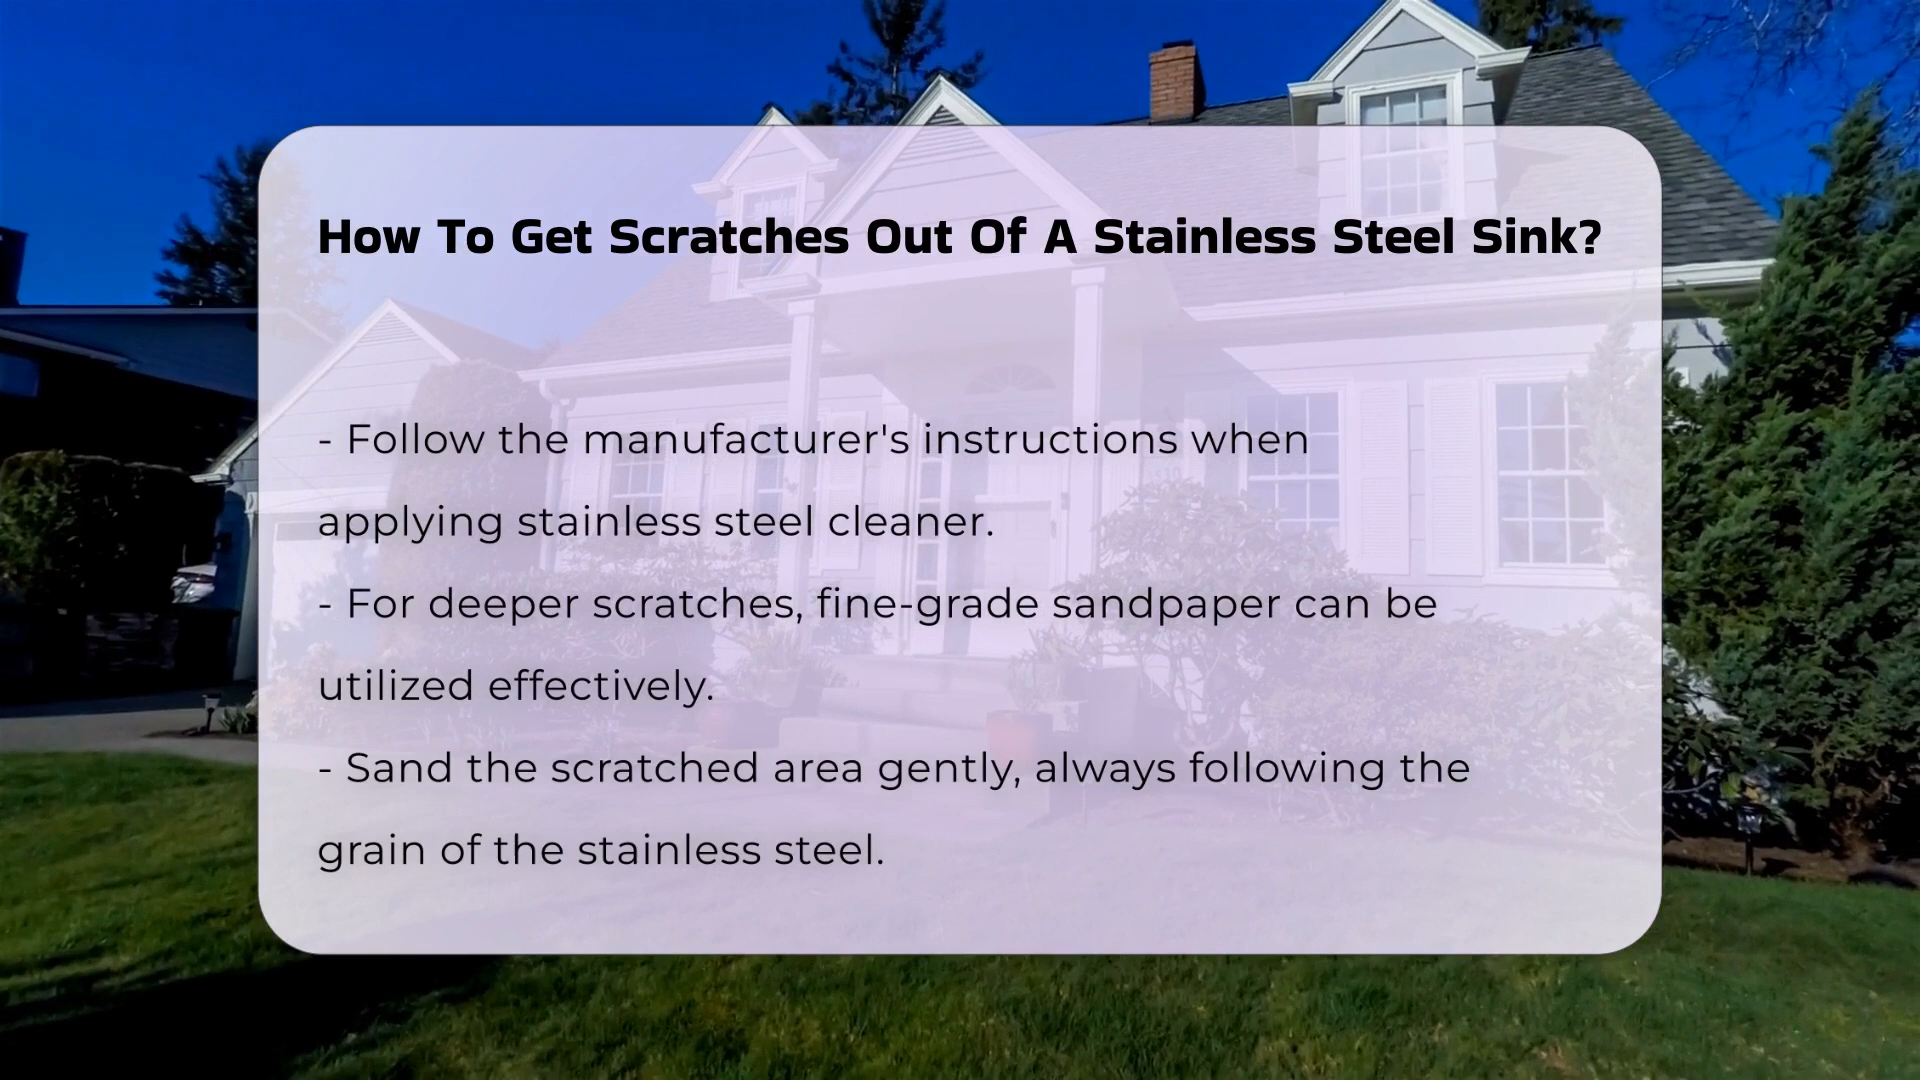 How To Get Scratches Out Of A Stainless Steel Sink?
- Follow the manufacturer's instructions when
applying stainless steel cleaner.
- For deeper scratches, fine-grade sandpaper can be
utilized effectively.
- Sand the scratched area gently, always following the
grain of the stainless steel.